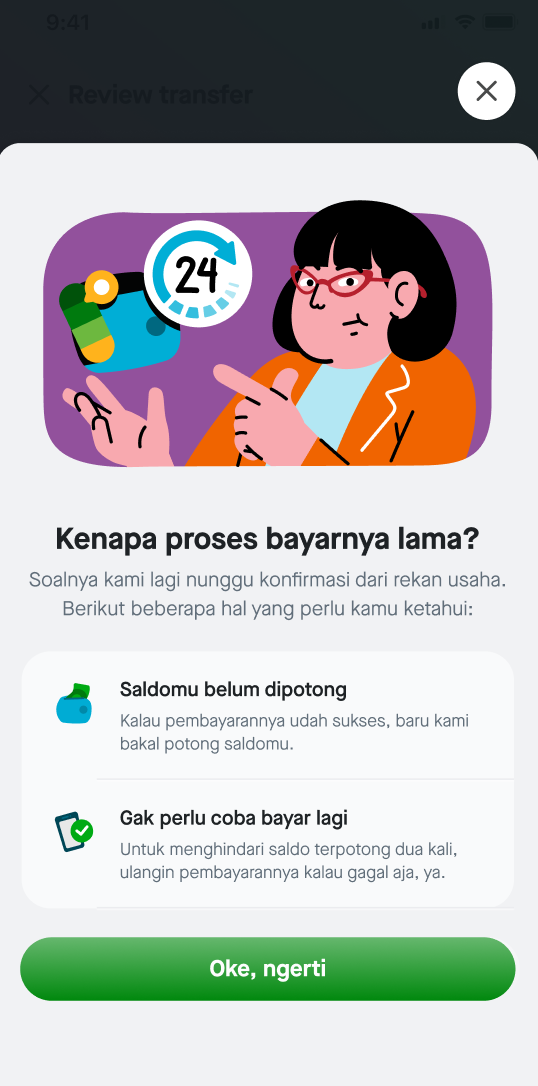 9:41
Review transfer
24
Kenapa proses bayarnya lama?
Soalnya kami lagi nunggu konfirmasi dari rekan usaha.
Berikut beberapa hal yang perlu kamu ketahui:
Saldomu belum dipotong
Kalau pembayarannya udah sukses, baru kami
bakal potong saldomu.
Gak perlu coba bayar lagi
Untuk menghindari saldo terpotong dua kali,
ulangin pembayarannya kalau gagal aja, ya.
Oke, ngerti